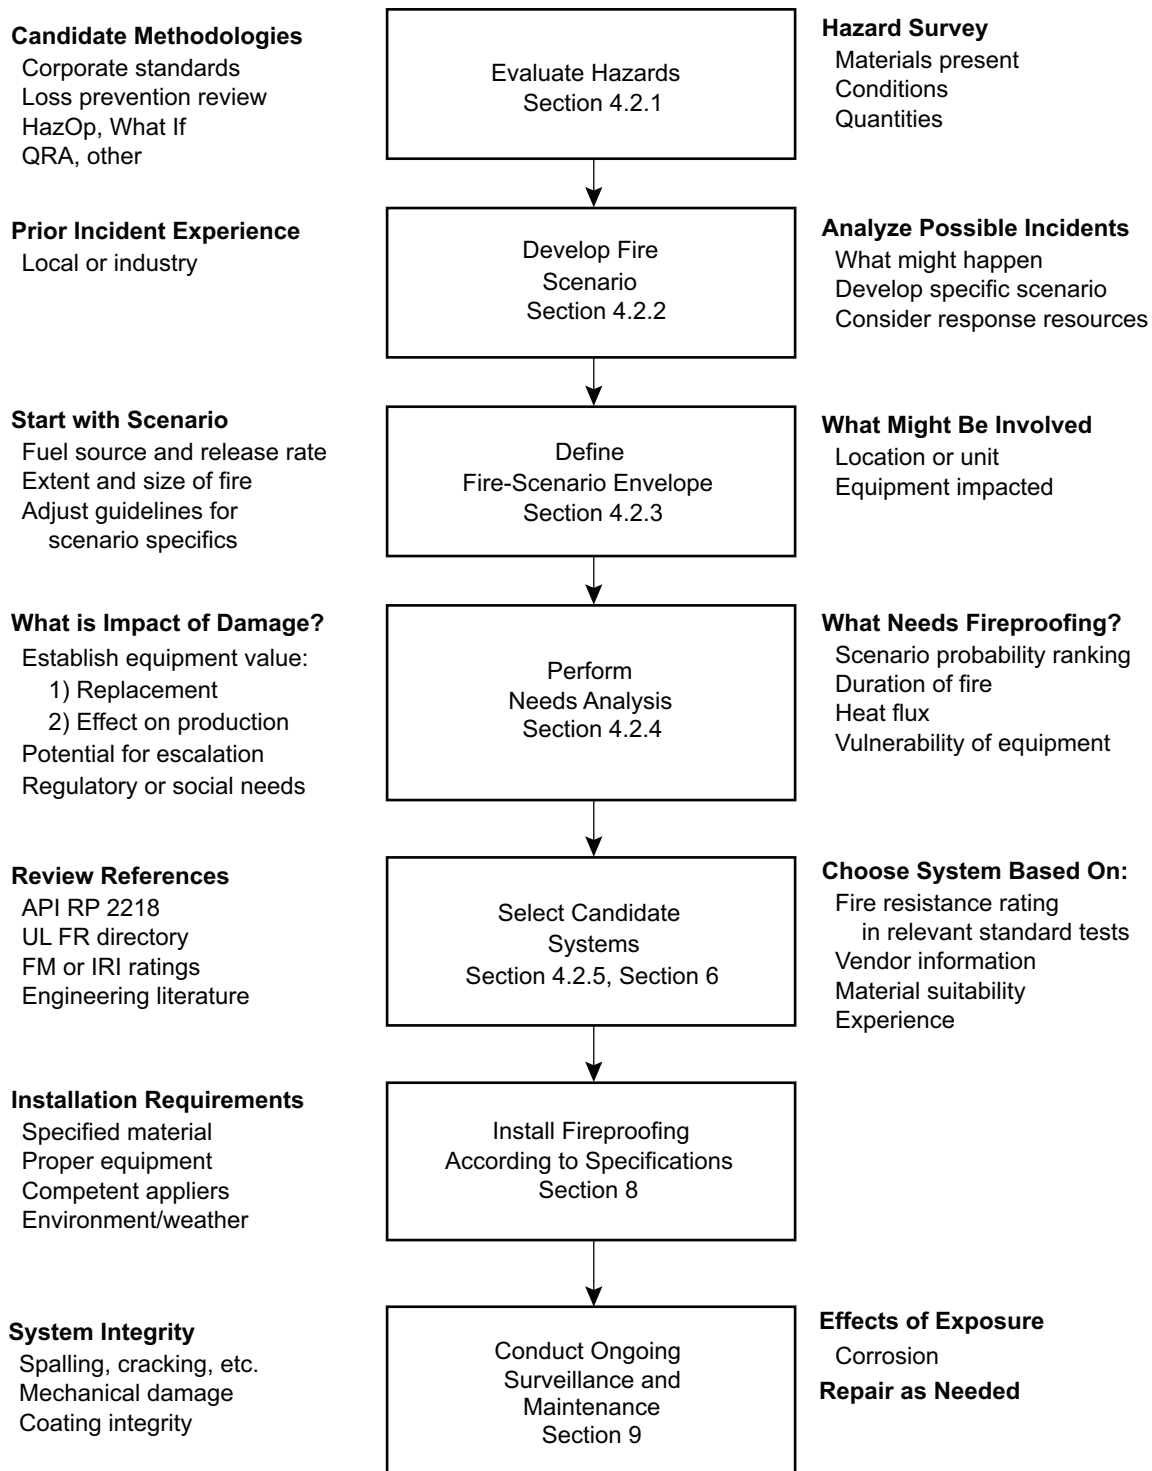 Candidate Methodologies
Corporate standards
Loss prevention review
HazOp, What If
QRA, other
Evaluate Hazards
Section 4.2.1
Hazard Survey
Materials present
Conditions
Quantities
Prior Incident Experience
Local or industry
Develop Fire
Scenario
Section 4.2.2
Analyze Possible Incidents
What might happen
Develop specific scenario
Consider response resources
Start with Scenario
Fuel source and release rate
Extent and size of fire
Adjust guidelines for
scenario specifics
Define
Fire-Scenario Envelope
Section 4.2.3
What Might Be Involved
Location or unit
Equipment impacted
What is Impact of Damage?
Establish equipment value:
1) Replacement
2) Effect on production
Potential for escalation
Regulatory or social needs
Perform
Needs Analysis
Section 4.2.4
What Needs Fireproofing?
Scenario probability ranking
Duration of fire
Heat flux
Vulnerability of equipment
Review References
API RP 2218
UL FR directory
FM or IRI ratings
Engineering literature
Select Candidate
Systems
Section 4.2.5, Section 6
Choose System Based On:
Fire resistance rating
in relevant standard tests
Vendor information
Material suitability
Experience
Installation Requirements
Specified material
Proper equipment
Competent appliers
Environment/weather
Install Fireproofing
According to Specifications
Section 8
System Integrity
Spalling, cracking, etc.
Mechanical damage
Coating integrity
Conduct Ongoing
Surveillance and
Maintenance
Section 9
Effects of Exposure
Corrosion
Repair as Needed